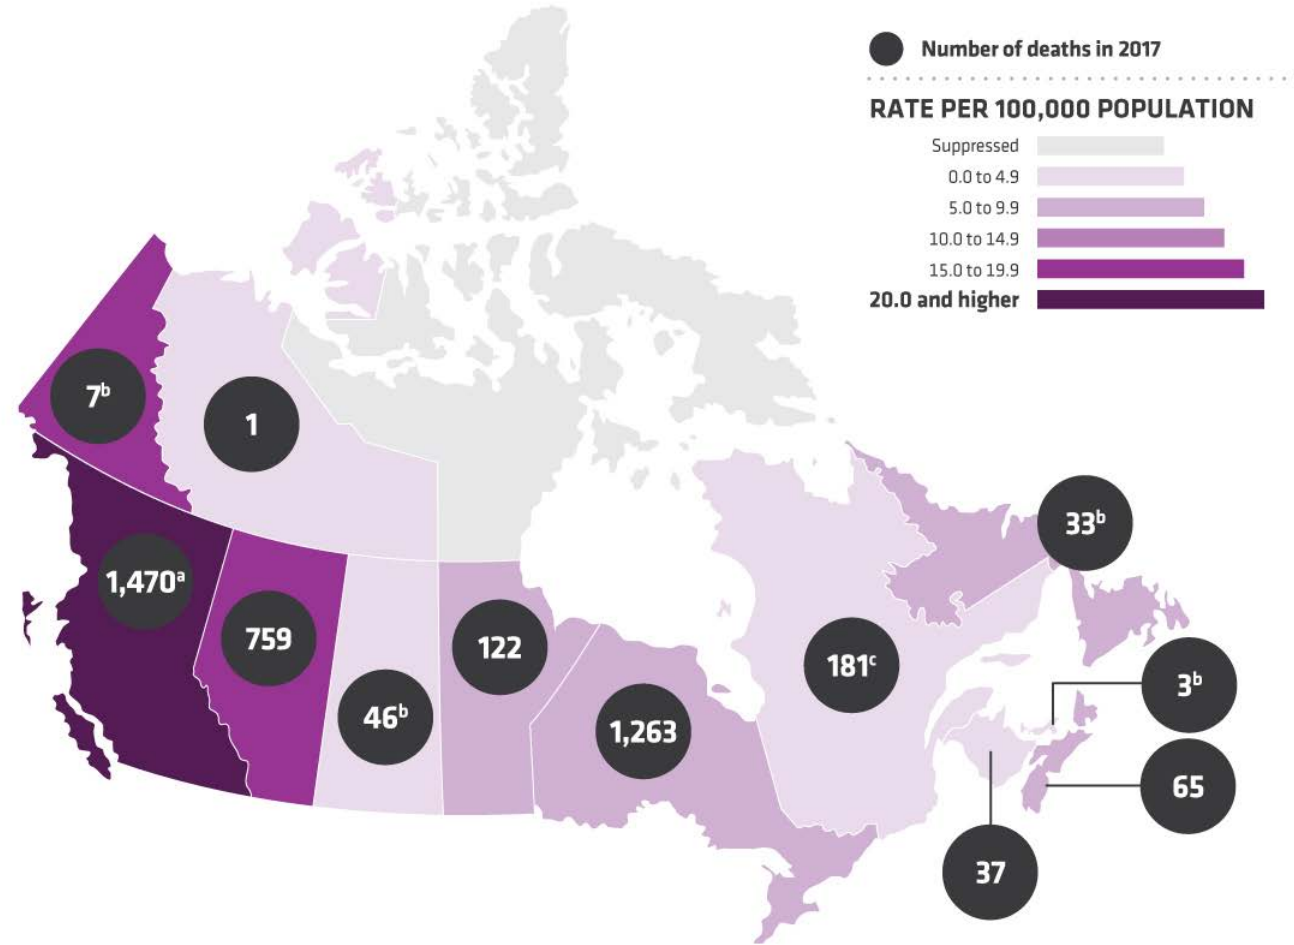 Number of deaths in 2017
RATE PER 100,000 POPULATION
Suppressed
0.0 to 4.9
5.0 to 9.9
10.0 to 14.9
15.0 to 19.9
20.0 and higher
7ᵇ
1
33ᵇ
1,470ᵃ
759
122
46ᵇ
1,263
181ᶜ
3ᵇ
65
37